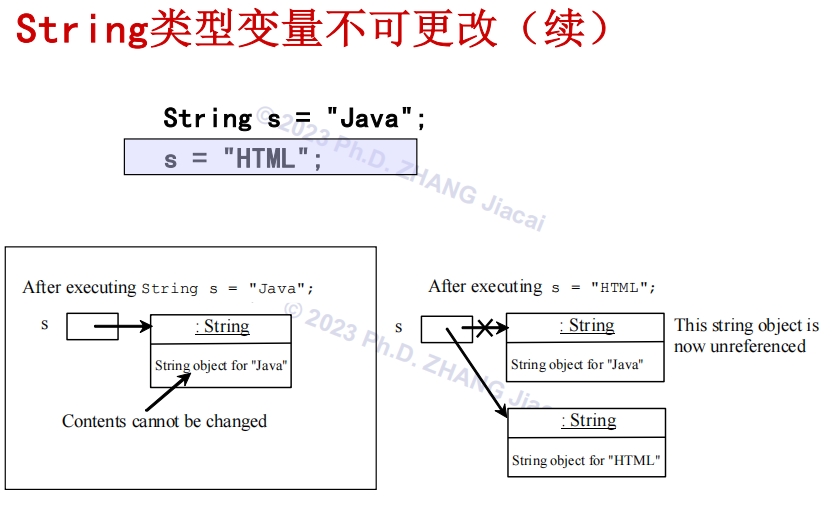 String类型变量不可更改（续）
String s = "Java";
s = "HTML";
© 2023 Ph.D. ZHANG Jiacai
After executing String s = "Java";
s
: String
String object for "Java"
Contents cannot be changed
After executing s = "HTML";
s
: String
String object for "Java"
This string object is
now unreferenced
: String
String object for "HTML"
© 2023 Ph.D. ZHANG Jiac